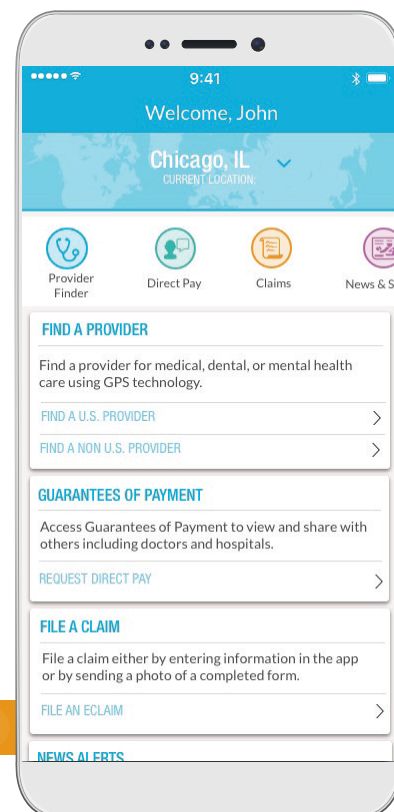 9:41
Welcome, John
Chicago, IL
CURRENT LOCATION:
Provider
Finder
Direct Pay
Claims
News & S
FIND A PROVIDER
Find a provider for medical, dental, or mental health
care using GPS technology.
FIND A U.S. PROVIDER
FIND A NON U.S. PROVIDER
GUARANTEES OF PAYMENT
Access Guarantees of Payment to view and share with
others including doctors and hospitals.
REQUEST DIRECT PAY
FILE A CLAIM
File a claim either by entering information in the app
or by sending a photo of a completed form.
FILE AN ECLAIM
NEWS ALERTS